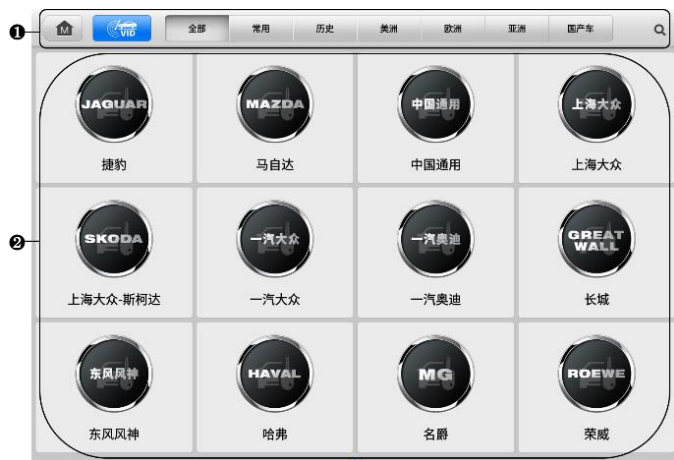 ❶
M VID 全部 常用 历史 美洲 欧洲 亚洲 国产车
JAGUAR MAZDA 中国通用 上海大众
捷豹 马自达 中国通用 上海大众
❷
SKODA 一汽大众 一汽奥迪 GREAT WALL
上海大众-斯柯达 一汽大众 一汽奥迪 长城
东风风神 HAVAL MG ROEWE
东风风神 哈弗 名爵 荣威